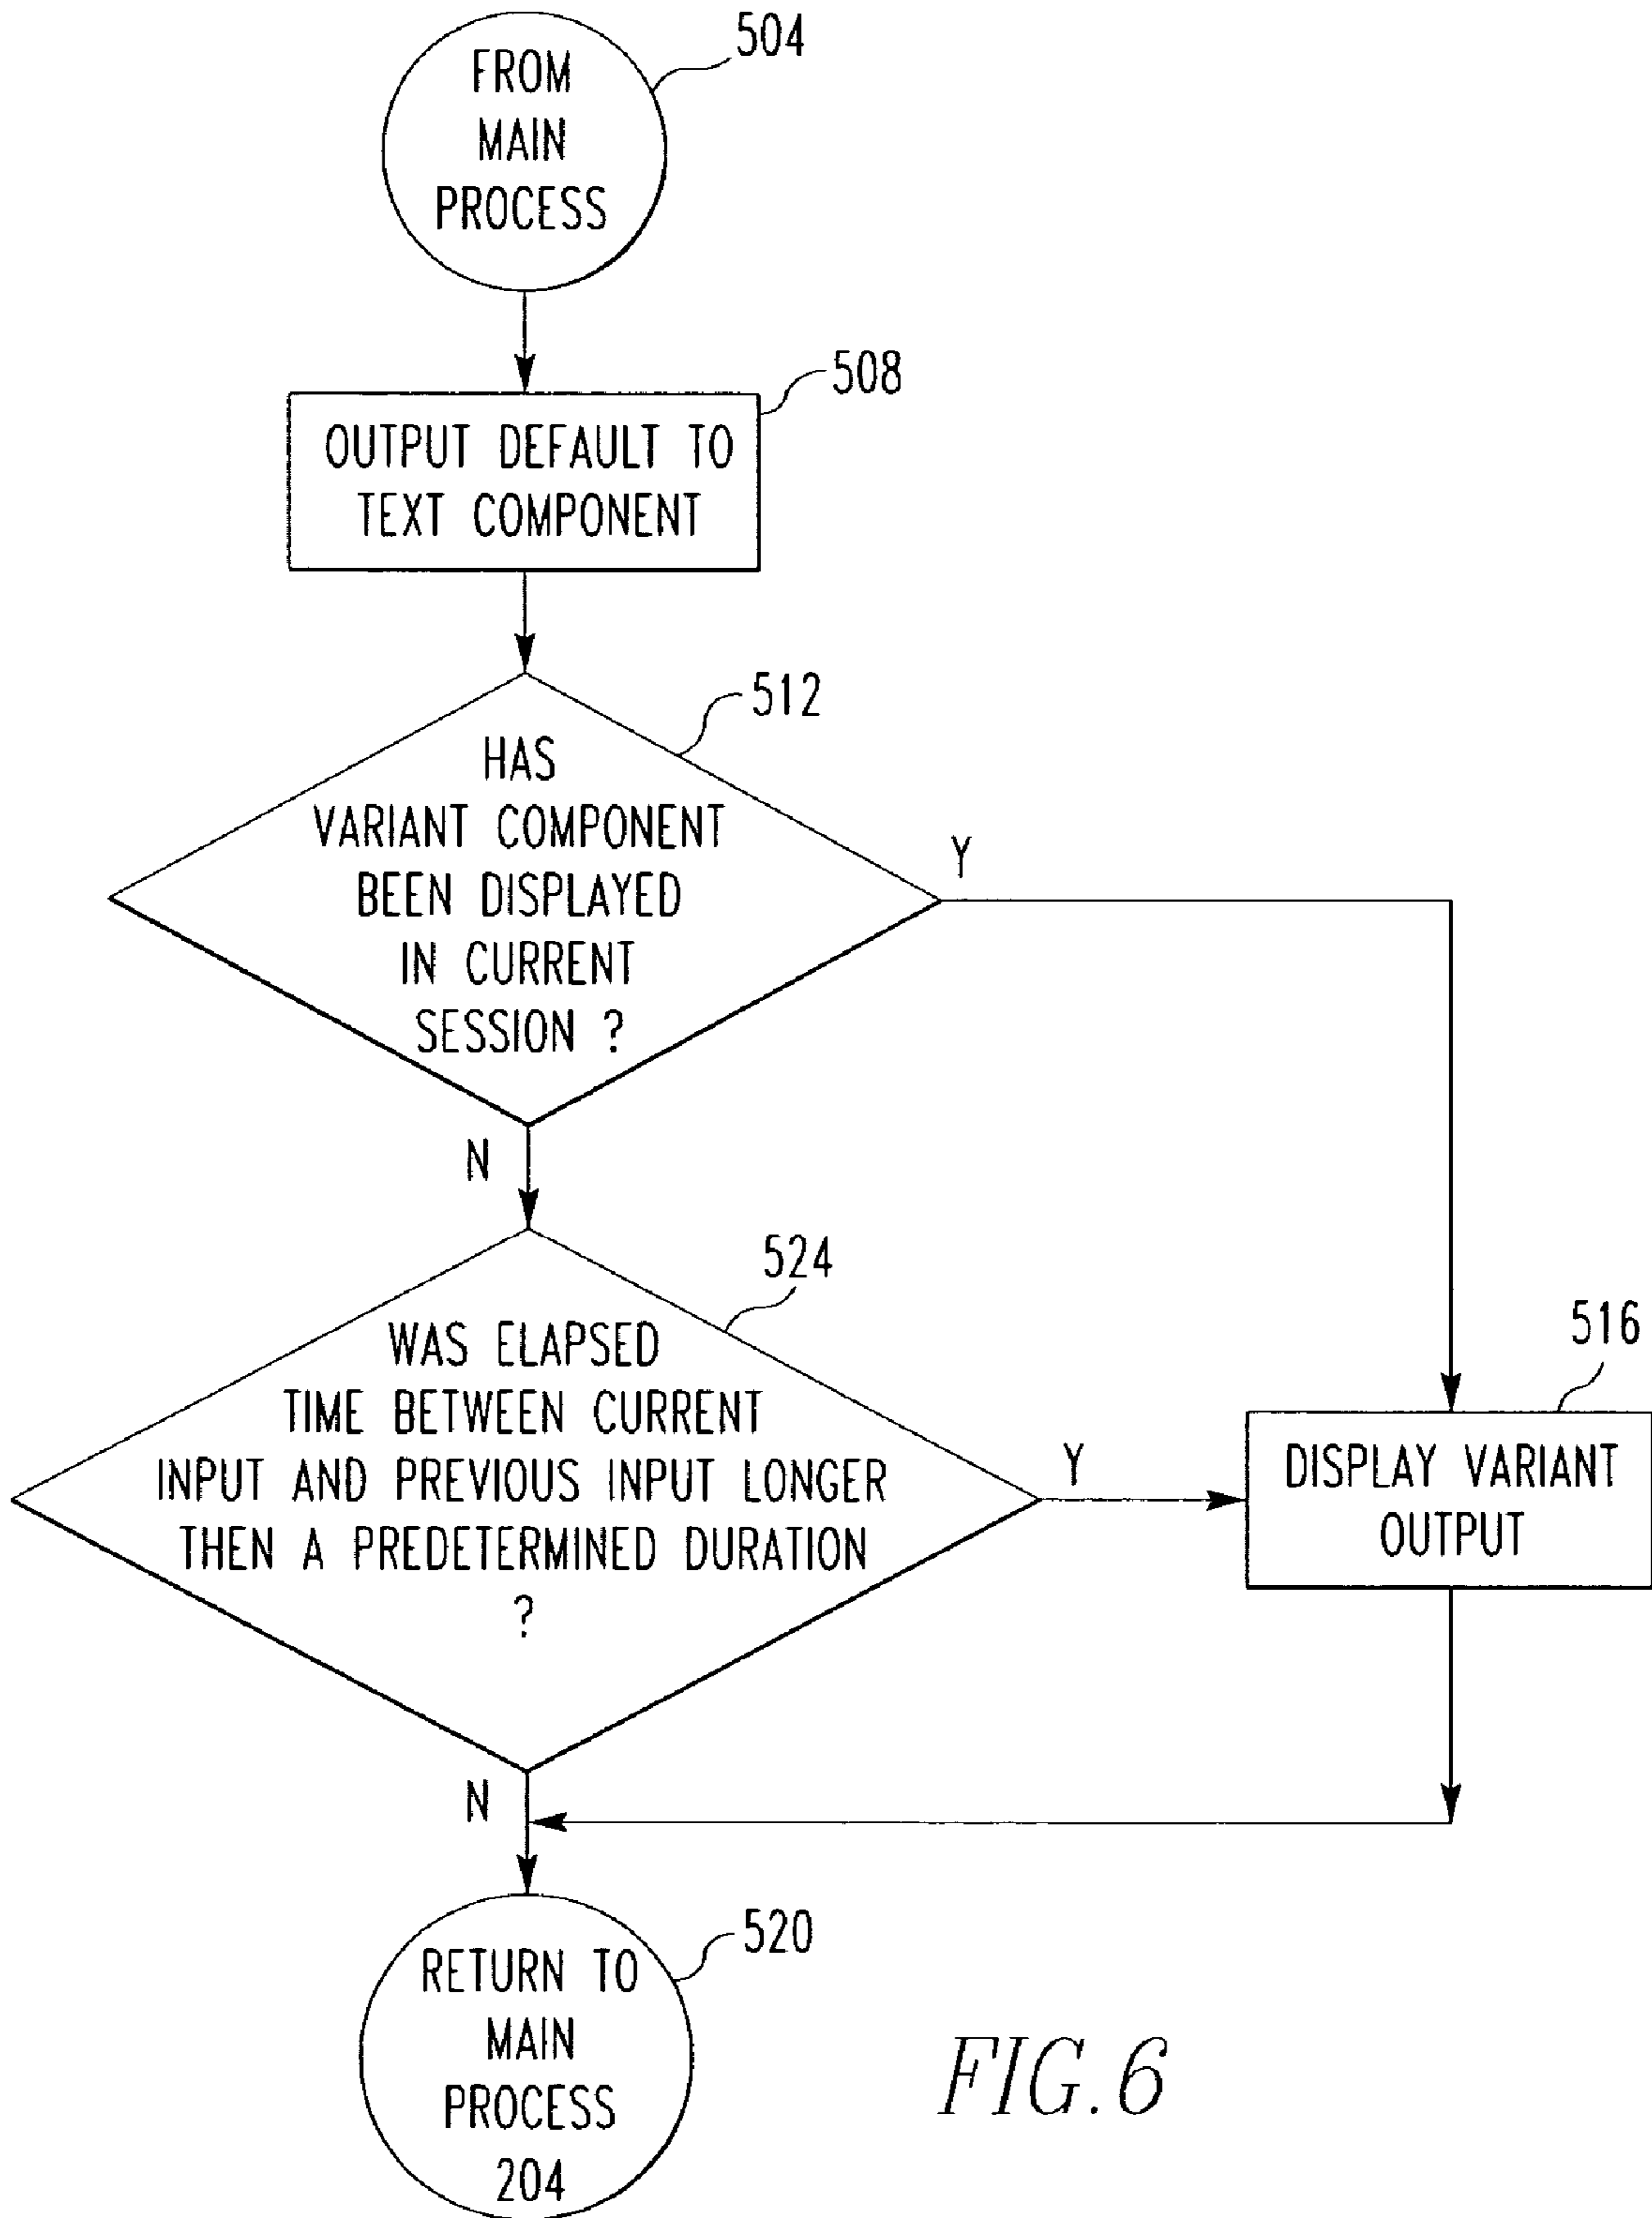 504
FROM
MAIN
PROCESS
508
OUTPUT DEFAULT TO
TEXT COMPONENT
512
HAS
VARIANT COMPONENT
BEEN DISPLAYED
IN CURRENT
SESSION ?
Y
N
524
WAS ELAPSED
TIME BETWEEN CURRENT
INPUT AND PREVIOUS INPUT LONGER
THEN A PREDETERMINED DURATION
?
Y
516
DISPLAY VARIANT
OUTPUT
N
520
RETURN TO
MAIN
PROCESS
204
FIG.6